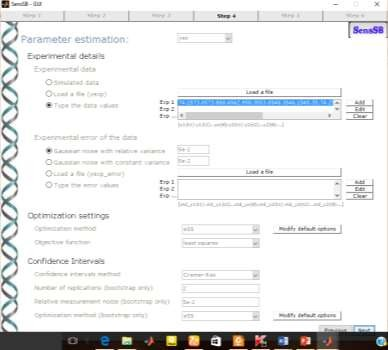 SensSB - GUI
Step 1
Step 2
Step 3
Step 4
Step 5
Step 6
Step 7
Parameter estimation:
yes
SensSB
Experimental details
Experimental data
Simulated data
Load a file (yexp)
Type the data values
Load a file
Exp 1
Exp 2
Exp ...
Add
Edit
Clear
Experimental error of the data
Gaussian noise with relative variance
5e-2
Gaussian noise with constant variance
5e-2
Load a file (yexp_error)
Type the error values
Load a file
Exp 1
Exp 2
Exp ...
Add
Edit
Clear
Optimization settings
Optimization method
eSS
Modify default options
Objective function
least squares
Confidence Intervals
Confidence intervals method
Cramer-Rao
Number of replications (bootstrap only)
Relative measurement noise (bootstrap only)
5e-2
Optimization method (bootstrap only)
eSS
Modify default options
Previous
Next